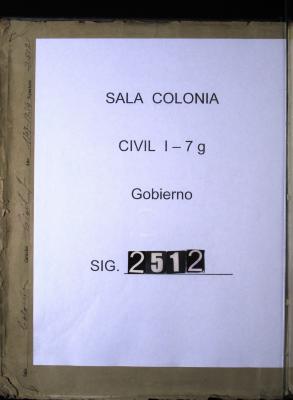 SALA COLONIA
CIVIL I – 7 g
Gobierno
SIG. 2512